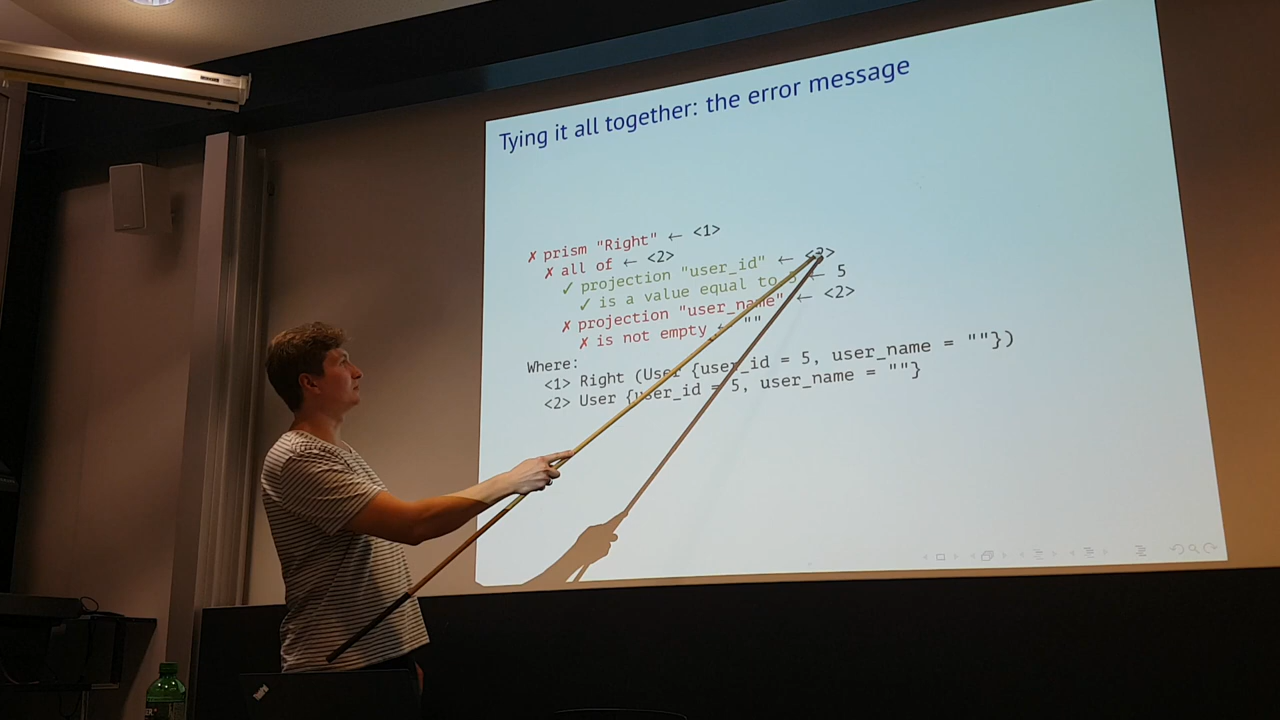 Tying it all together: the error message
✗ prism "Right" ← <1>
✗ all of ← <2>
✓ projection "user_id" ← <2>
✓ is a value equal to 5 ← 5
✗ projection "user_name" ← <2>
✗ is not empty ← ""
Where:
<1> Right (User {user_id = 5, user_name = ""})
<2> User {user_id = 5, user_name = ""}